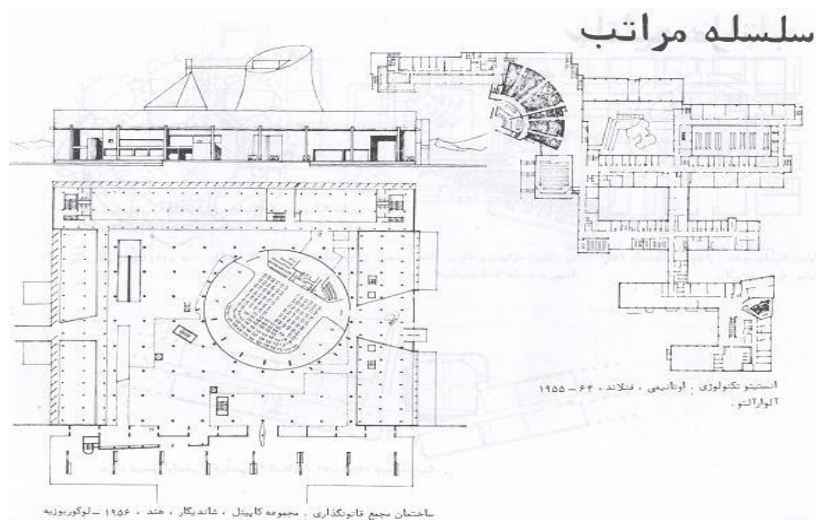 سلسله مراتب
انستیتو تکنولوژی ، اوتانیمی ، فنلاند ، ۶۴ – ۱۹۵۵
آلوارآلتو .
ساختمان مجمع قانونگذاری . مجموعه کاپیتل ، شاندیگار ، هند ، ۱۹۵۶ – لوکوربوزیه